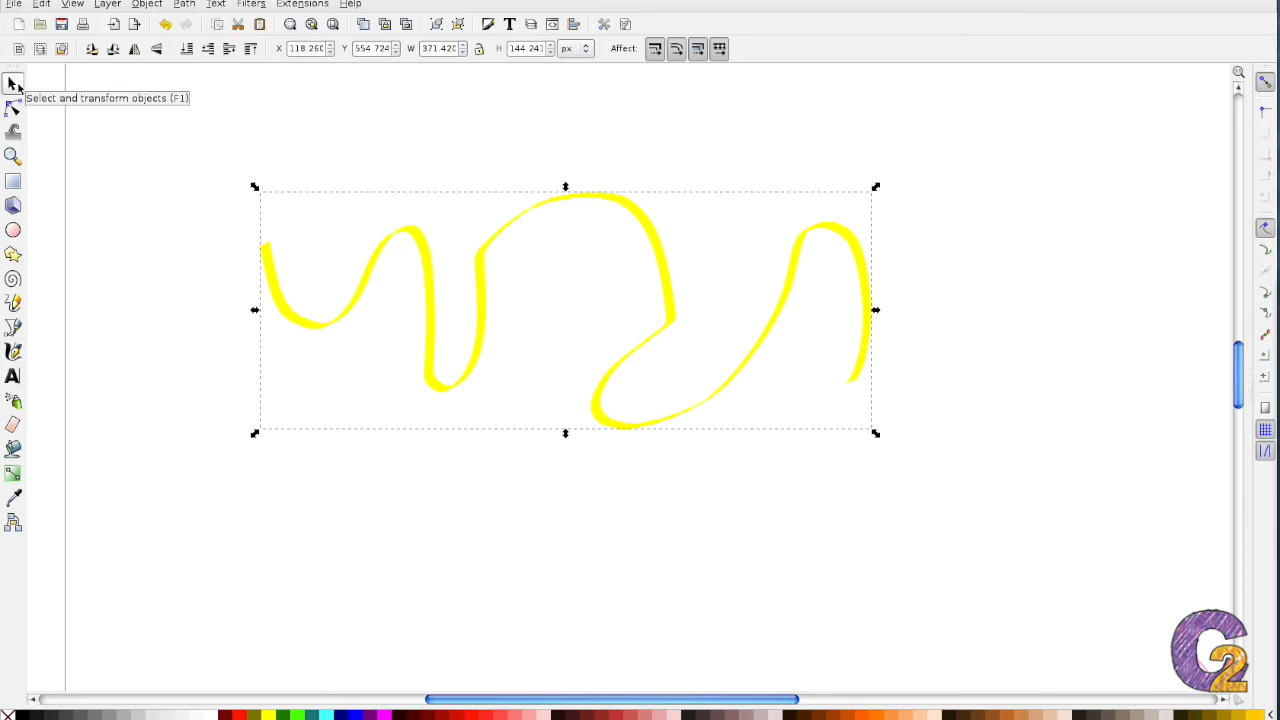 File Edit View Layer Object Path Text Filters Extensions Help
X 118.260 Y 554.724 W 371.420 H 144.241 px Affect:
Select and transform objects (F1)
G2